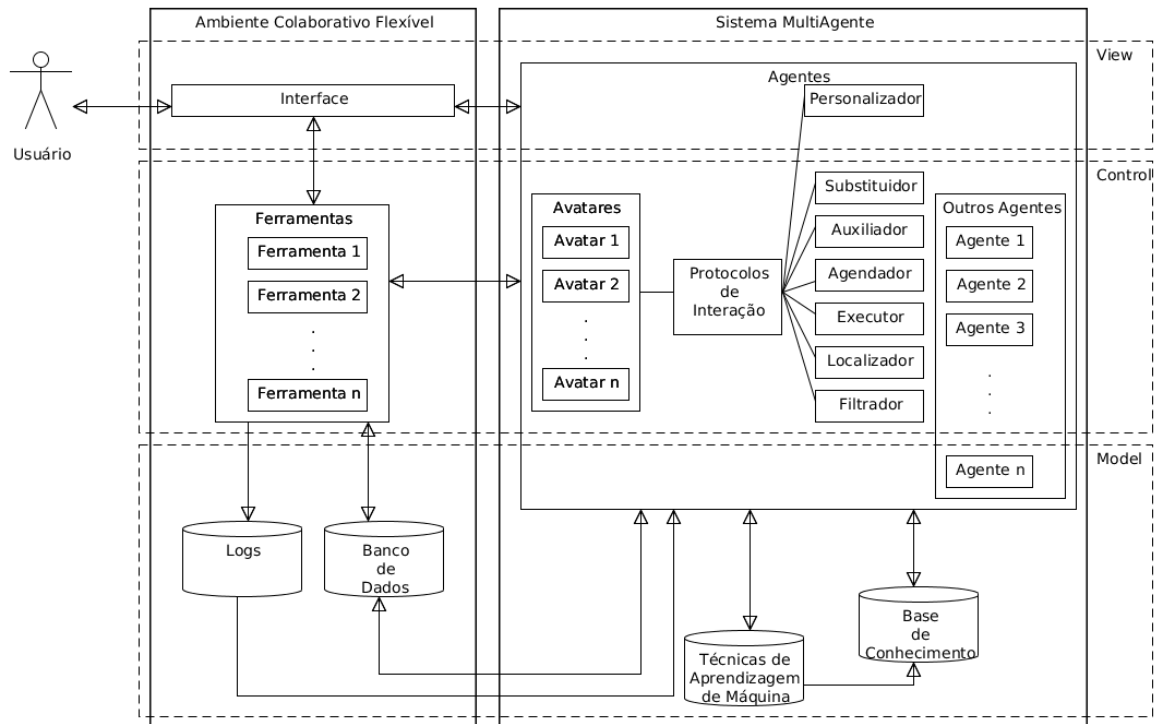 Ambiente Colaborativo Flexível
Sistema MultiAgente
View
Agentes
Interface
Personalizador
Usuário
Control
Substituidor
Avatares
Outros Agentes
Ferramentas
Avatar 1
Auxiliador
Agente 1
Ferramenta 1
Protocolos
de
Interação
Agendador
Avatar 2
Agente 2
Ferramenta 2
Executor
Agente 3
.
.
.
.
.
.
.
.
.
Localizador
Avatar n
Ferramenta n
Filtrador
Model
Agente n
Logs
Banco
de
Dados
Base
de
Conhecimento
Técnicas de
Aprendizagem
de Máquina